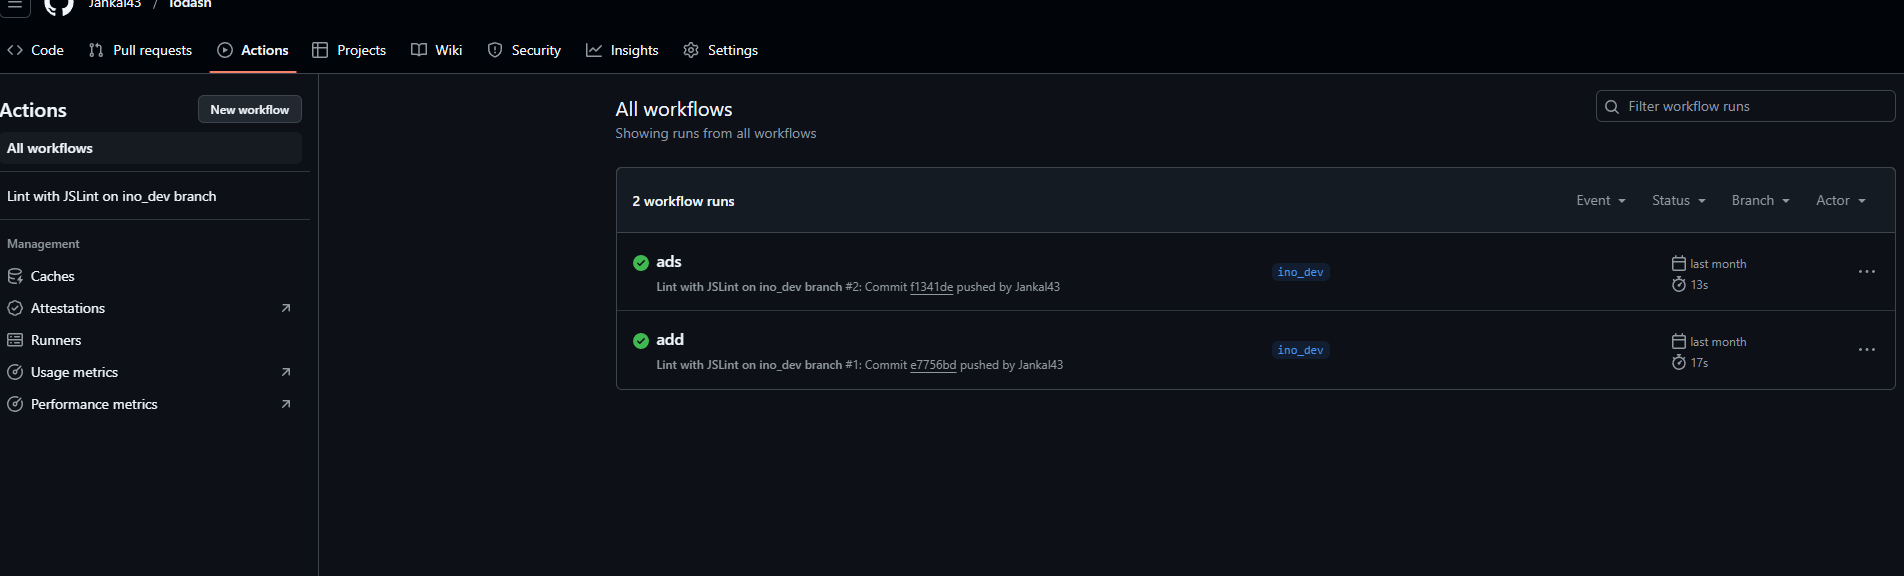 Jankal43 / lodash
Code Pull requests Actions Projects Wiki Security Insights Settings
Actions
New workflow
All workflows
Lint with JSLint on ino_dev branch
Management
Caches
Attestations
Runners
Usage metrics
Performance metrics
All workflows
Showing runs from all workflows
Filter workflow runs
2 workflow runs
Event Status Branch Actor
ads
Lint with JSLint on ino_dev branch #2: Commit f1341de pushed by Jankal43
ino_dev
last month
13s
add
Lint with JSLint on ino_dev branch #1: Commit e7756bd pushed by Jankal43
ino_dev
last month
17s